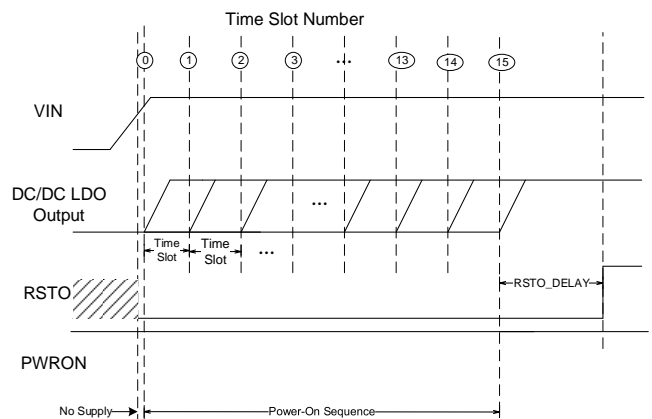 Time Slot Number
0 1 2 3 ... 13 14 15
VIN
DC/DC LDO
Output
...
Time
Slot
Time
Slot
...
RSTO
RSTO_DELAY
PWRON
No Supply
Power-On Sequence